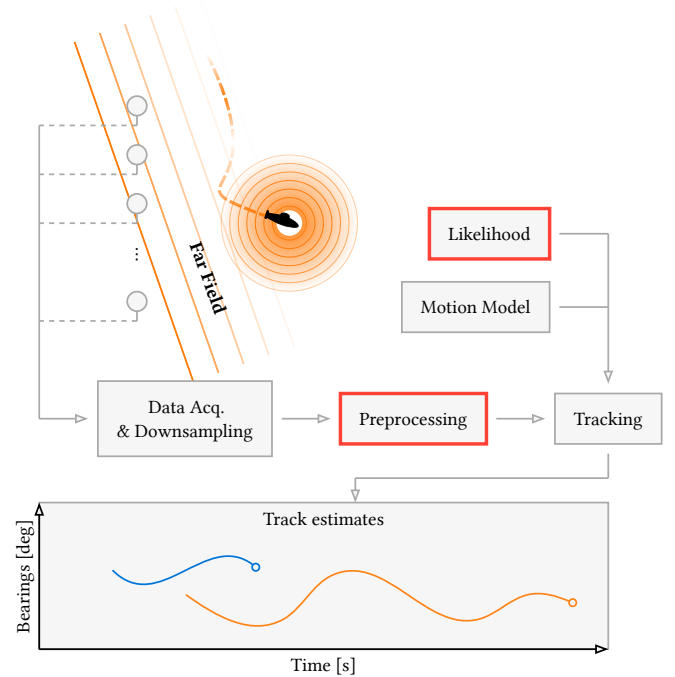 Far Field
⋮
Likelihood
Motion Model
Data Acq.
& Downsampling
Preprocessing
Tracking
Track estimates
Bearings [deg]
Time [s]